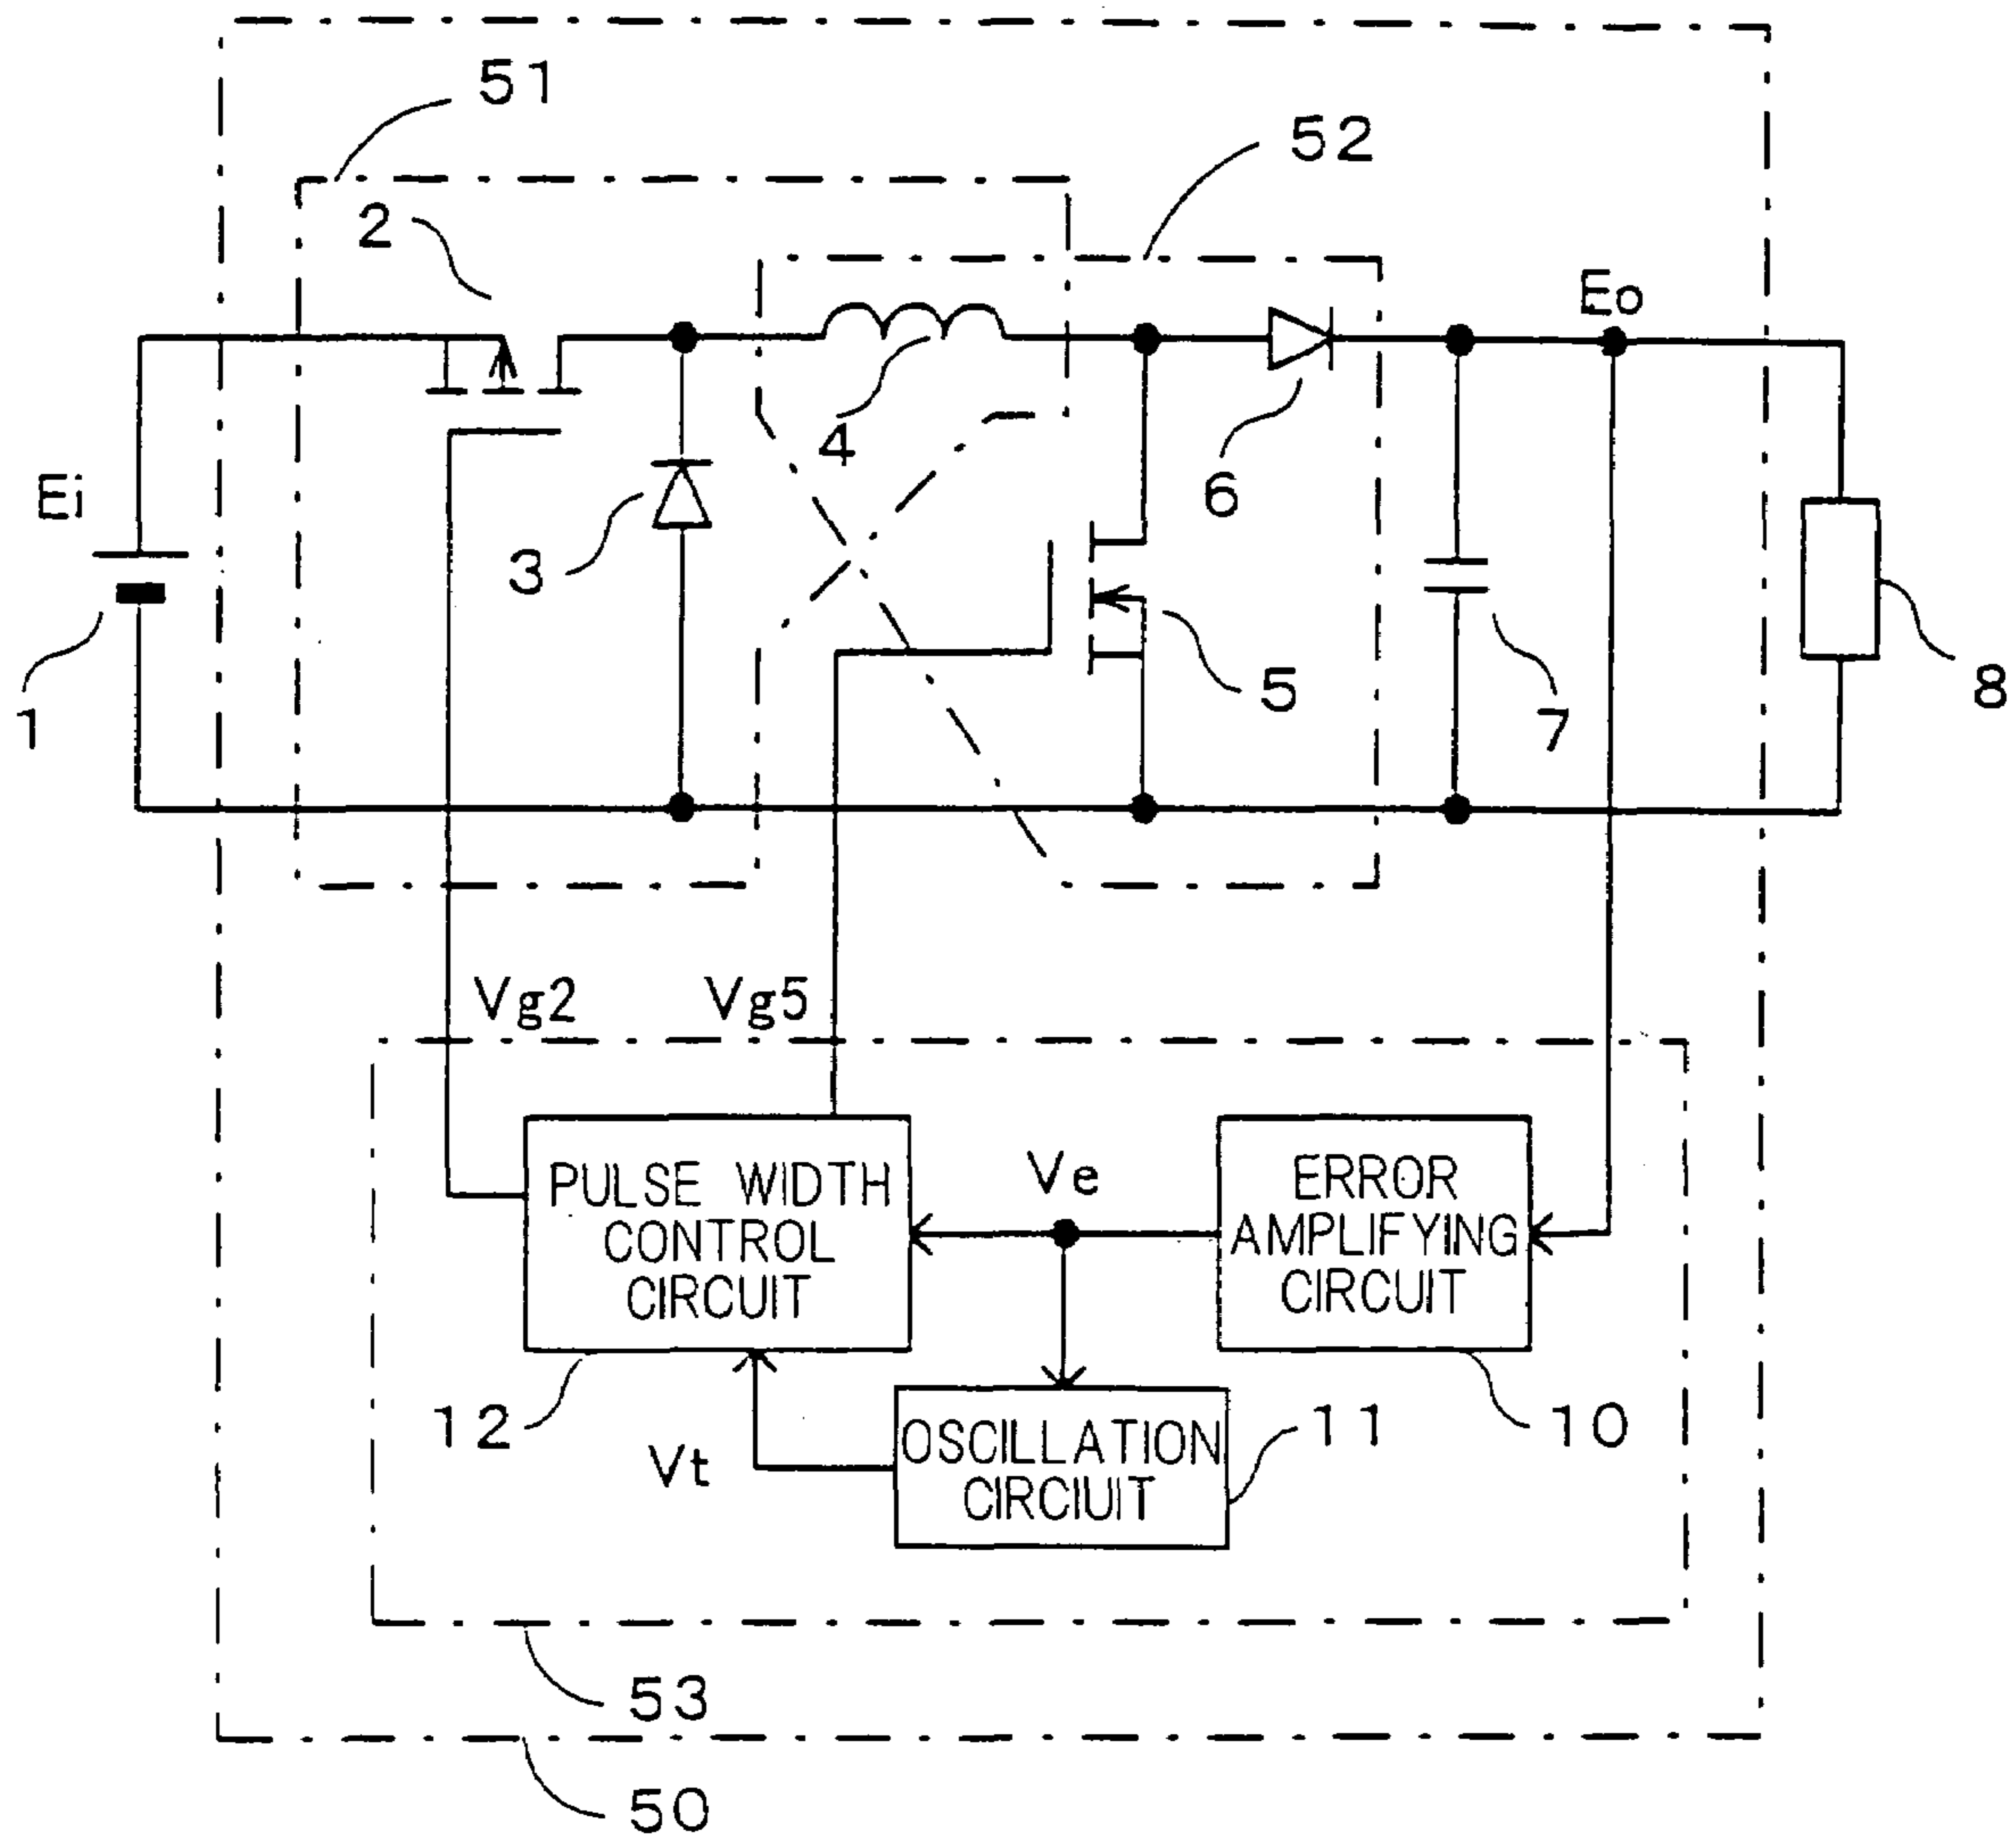 51
52
2
Eo
4
Ei
6
3
5
7
8
1
Vg2
Vg5
PULSE WIDTH
CONTROL
CIRCUIT
Ve
ERROR
AMPLIFYING
CIRCUIT
12
Vt
OSCILLATION
CIRCIUIT
11
10
53
50